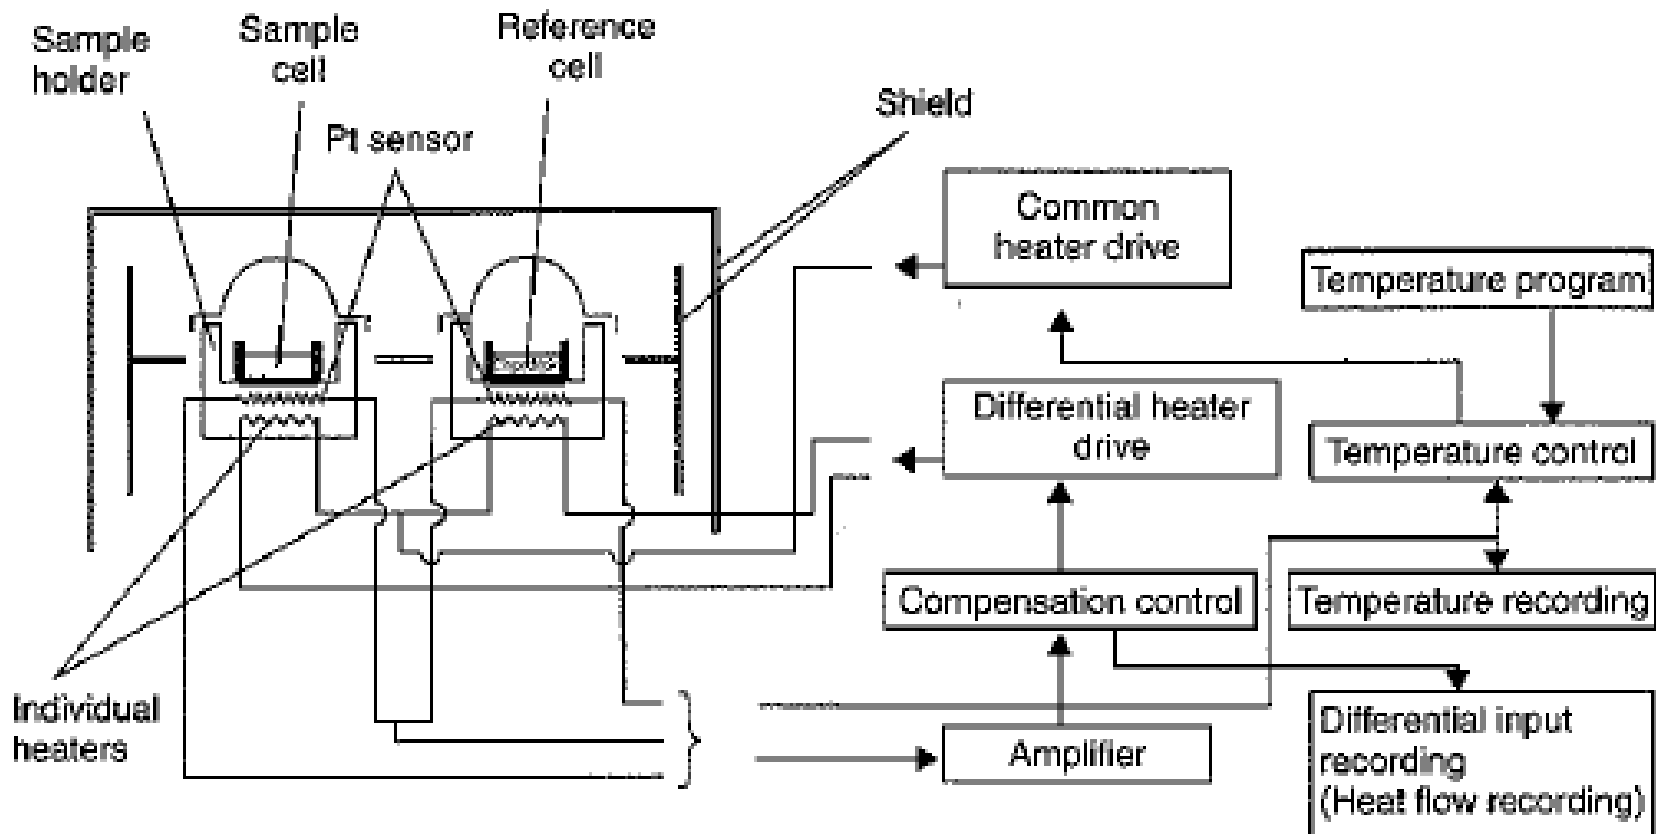 Sample
holder
Sample
cell
Reference
cell
Pt sensor
Shield
Common
heater drive
Temperature program
Differential heater
drive
Temperature control
Compensation control
Temperature recording
Individual
heaters
Amplifier
Differential input
recording
(Heat flow recording)